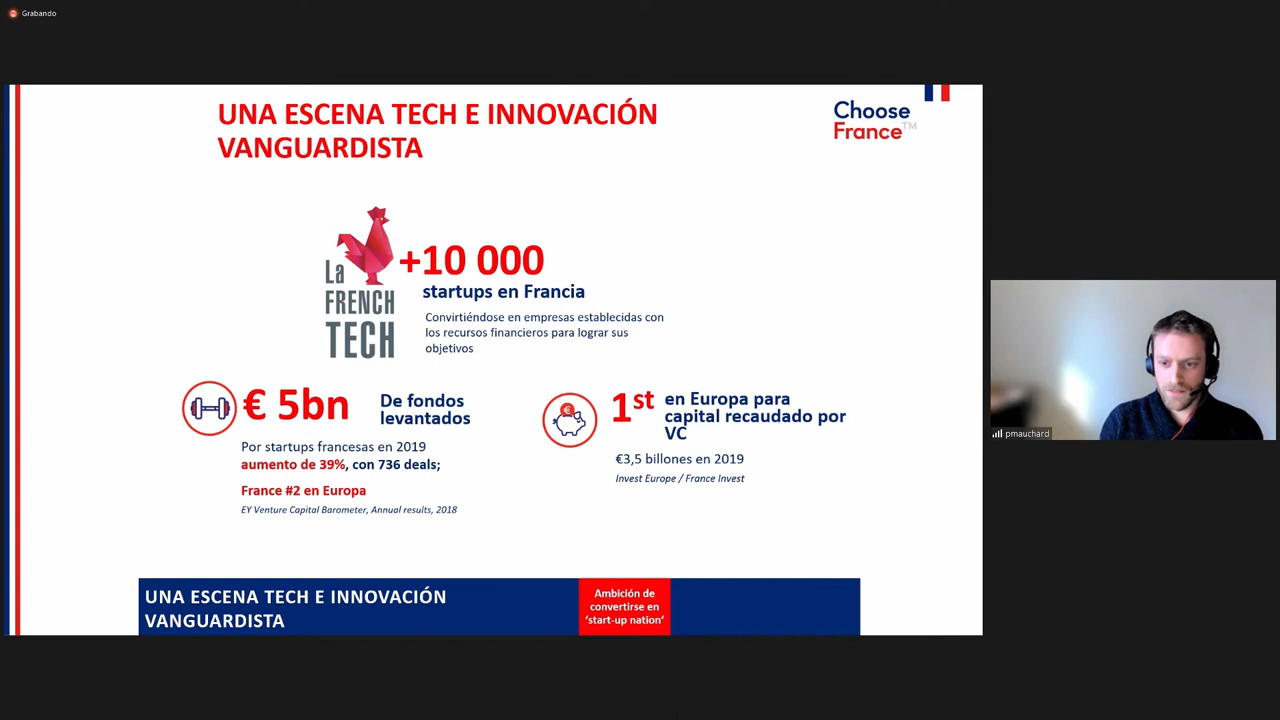 Grabando
UNA ESCENA TECH E INNOVACIÓN
VANGUARDISTA
Choose
France™
La
FRENCH
TECH
+10 000
startups en Francia
Convirtiéndose en empresas establecidas con
los recursos financieros para lograr sus
objetivos
€ 5bn
De fondos
levantados
Por startups francesas en 2019
aumento de 39%, con 736 deals;
France #2 en Europa
EY Venture Capital Barometer, Annual results, 2018
1st
en Europa para
capital recaudado por
VC
€3,5 billones en 2019
Invest Europe / France Invest
UNA ESCENA TECH E INNOVACIÓN
VANGUARDISTA
Ambición de
convertirse en
‘start-up nation’
pmauchard